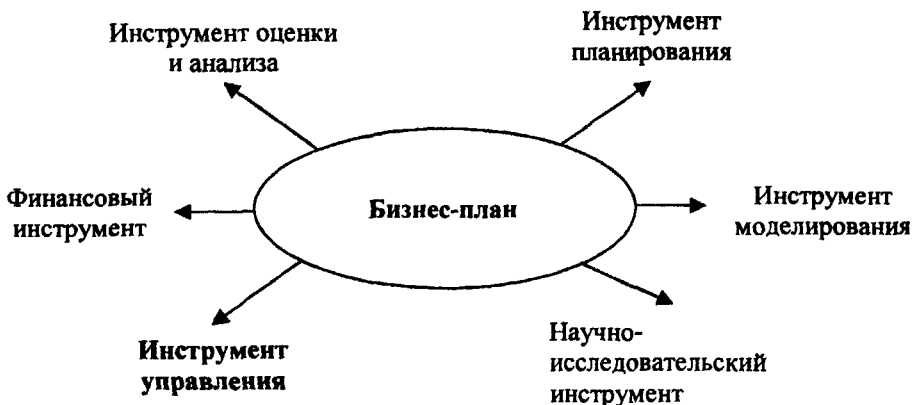 Инструмент оценки
и анализа
Инструмент
планирования
Финансовый
инструмент
Бизнес-план
Инструмент
моделирования
Инструмент
управления
Научно-
исследовательский
инструмент